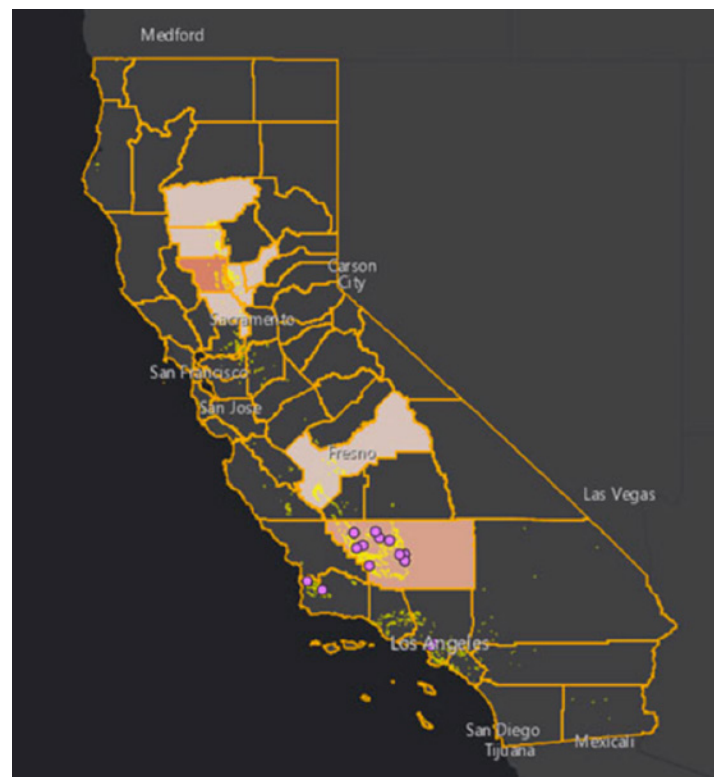 Medford
Carson
City
Sacramento
San Francisco
San Jose
Fresno
Las Vegas
Los Angeles
San Diego
Tijuana
Mexicali